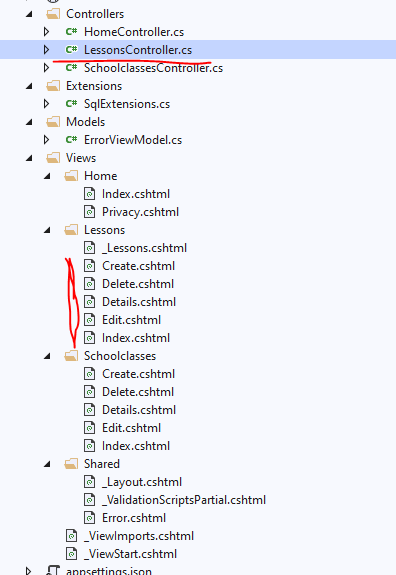 Controllers
C# HomeController.cs
C# LessonsController.cs
C# SchoolclassesController.cs
Extensions
C# SqlExtensions.cs
Models
C# ErrorViewModel.cs
Views
Home
Index.cshtml
Privacy.cshtml
Lessons
_Lessons.cshtml
Create.cshtml
Delete.cshtml
Details.cshtml
Edit.cshtml
Index.cshtml
Schoolclasses
Create.cshtml
Delete.cshtml
Details.cshtml
Edit.cshtml
Index.cshtml
Shared
_Layout.cshtml
_ValidationScriptsPartial.cshtml
Error.cshtml
_ViewImports.cshtml
_ViewStart.cshtml
appsettings.json